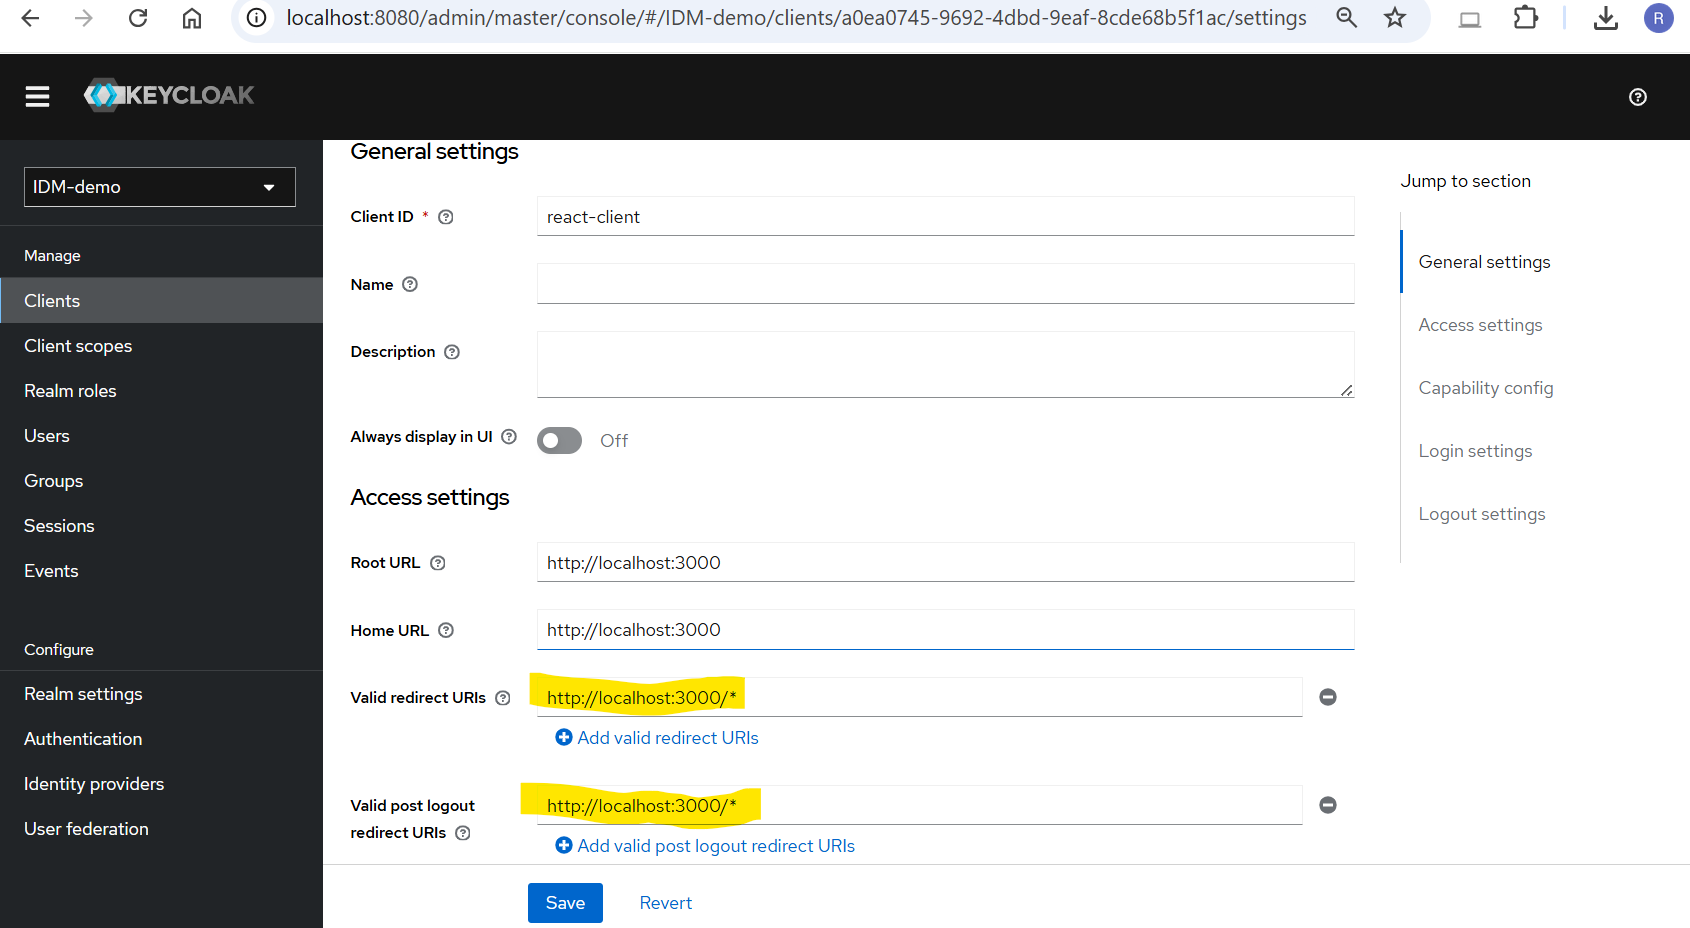 localhost:8080/admin/master/console/#/IDM-demo/clients/a0ea0745-9692-4dbd-9eaf-8cde68b5f1ac/settings
R
KEYCLOAK
IDM-demo
Manage
Clients
Client scopes
Realm roles
Users
Groups
Sessions
Events
Configure
Realm settings
Authentication
Identity providers
User federation
General settings
Client ID *
react-client
Name
Description
Always display in UI
Off
Access settings
Root URL
http://localhost:3000
Home URL
http://localhost:3000
Valid redirect URIs
http://localhost:3000/*
Add valid redirect URIs
Valid post logout
redirect URIs
http://localhost:3000/*
Add valid post logout redirect URIs
Save
Revert
Jump to section
General settings
Access settings
Capability config
Login settings
Logout settings